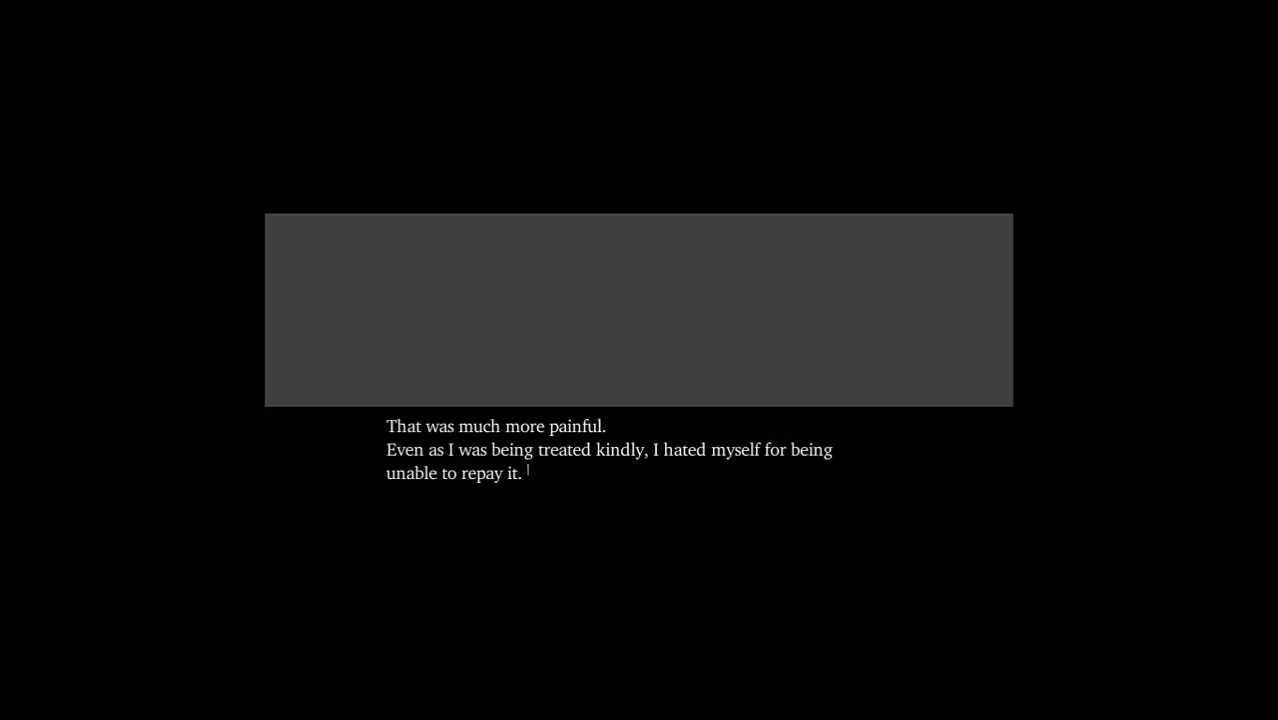 That was much more painful.
Even as I was being treated kindly, I hated myself for being
unable to repay it.